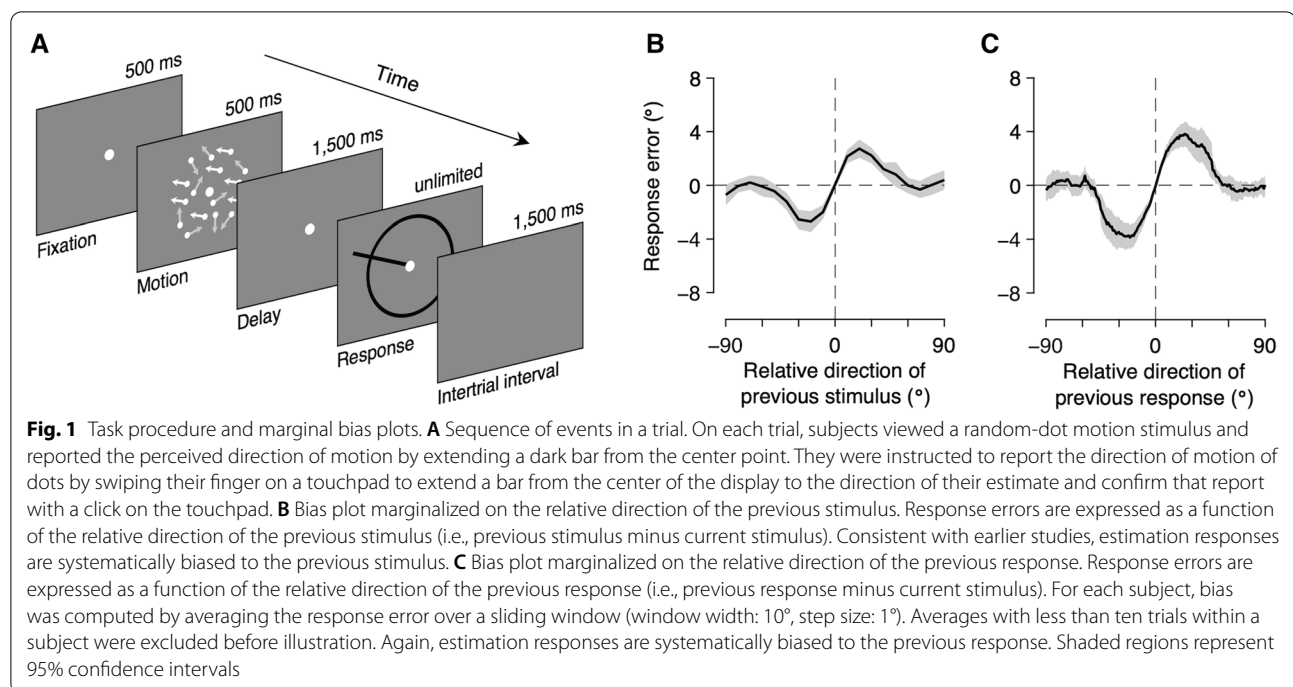 A
500 ms
Fixation
500 ms
Motion
1,500 ms
Delay
unlimited
Response
1,500 ms
Intertrial interval
Time
B
8
4
0
−4
−8
Response error (°)
−90
0
90
Relative direction of
previous stimulus (°)
C
8
4
0
−4
−8
−90
0
90
Relative direction of
previous response (°)
Fig. 1 Task procedure and marginal bias plots. A Sequence of events in a trial. On each trial, subjects viewed a random-dot motion stimulus and
reported the perceived direction of motion by extending a dark bar from the center point. They were instructed to report the direction of motion of
dots by swiping their finger on a touchpad to extend a bar from the center of the display to the direction of their estimate and confirm that report
with a click on the touchpad. B Bias plot marginalized on the relative direction of the previous stimulus. Response errors are expressed as a function
of the relative direction of the previous stimulus (i.e., previous stimulus minus current stimulus). Consistent with earlier studies, estimation responses
are systematically biased to the previous stimulus. C Bias plot marginalized on the relative direction of the previous response. Response errors are
expressed as a function of the relative direction of the previous response (i.e., previous response minus current stimulus). For each subject, bias
was computed by averaging the response error over a sliding window (window width: 10°, step size: 1°). Averages with less than ten trials within a
subject were excluded before illustration. Again, estimation responses are systematically biased to the previous response. Shaded regions represent
95% confidence intervals